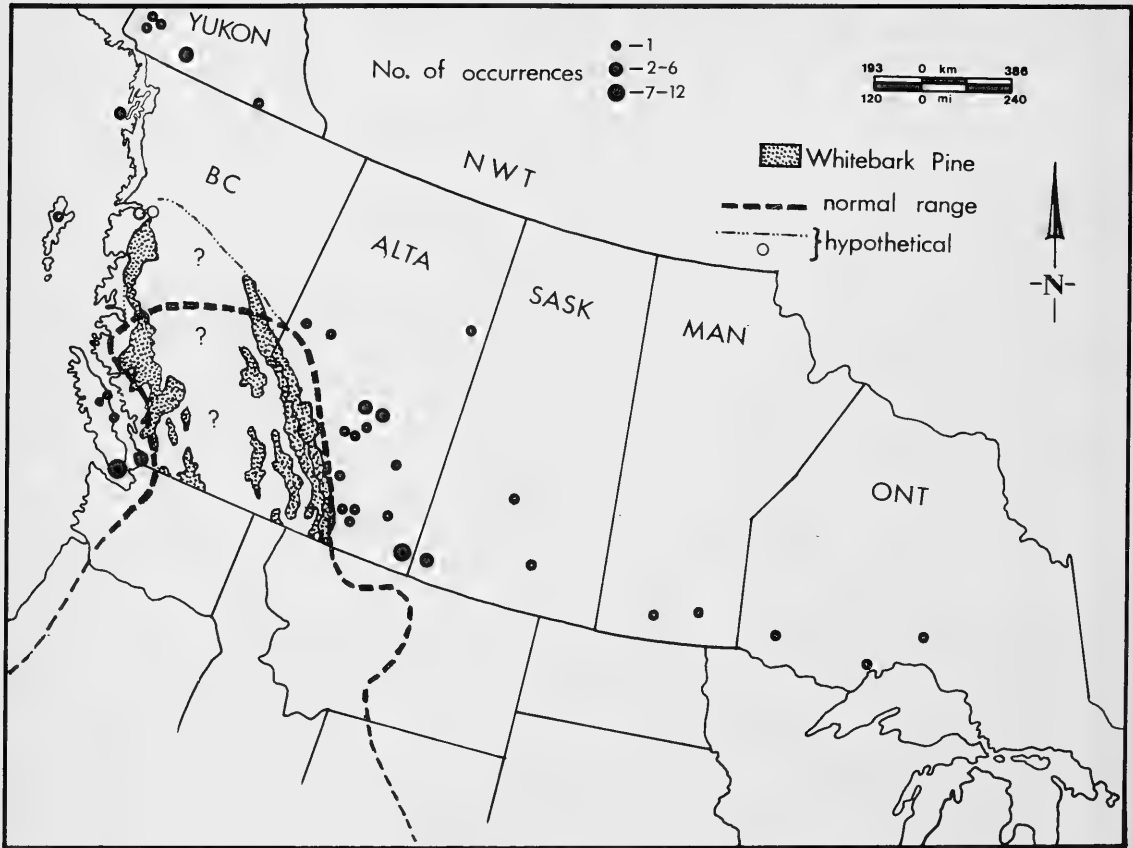 YUKON
No. of occurrences
–1
–2–6
–7–12
193 0 km 386
120 0 mi 240
NWT
BC
Whitebark Pine
normal range
hypothetical
ALTA
?
-N-
SASK
MAN
?
?
ONT